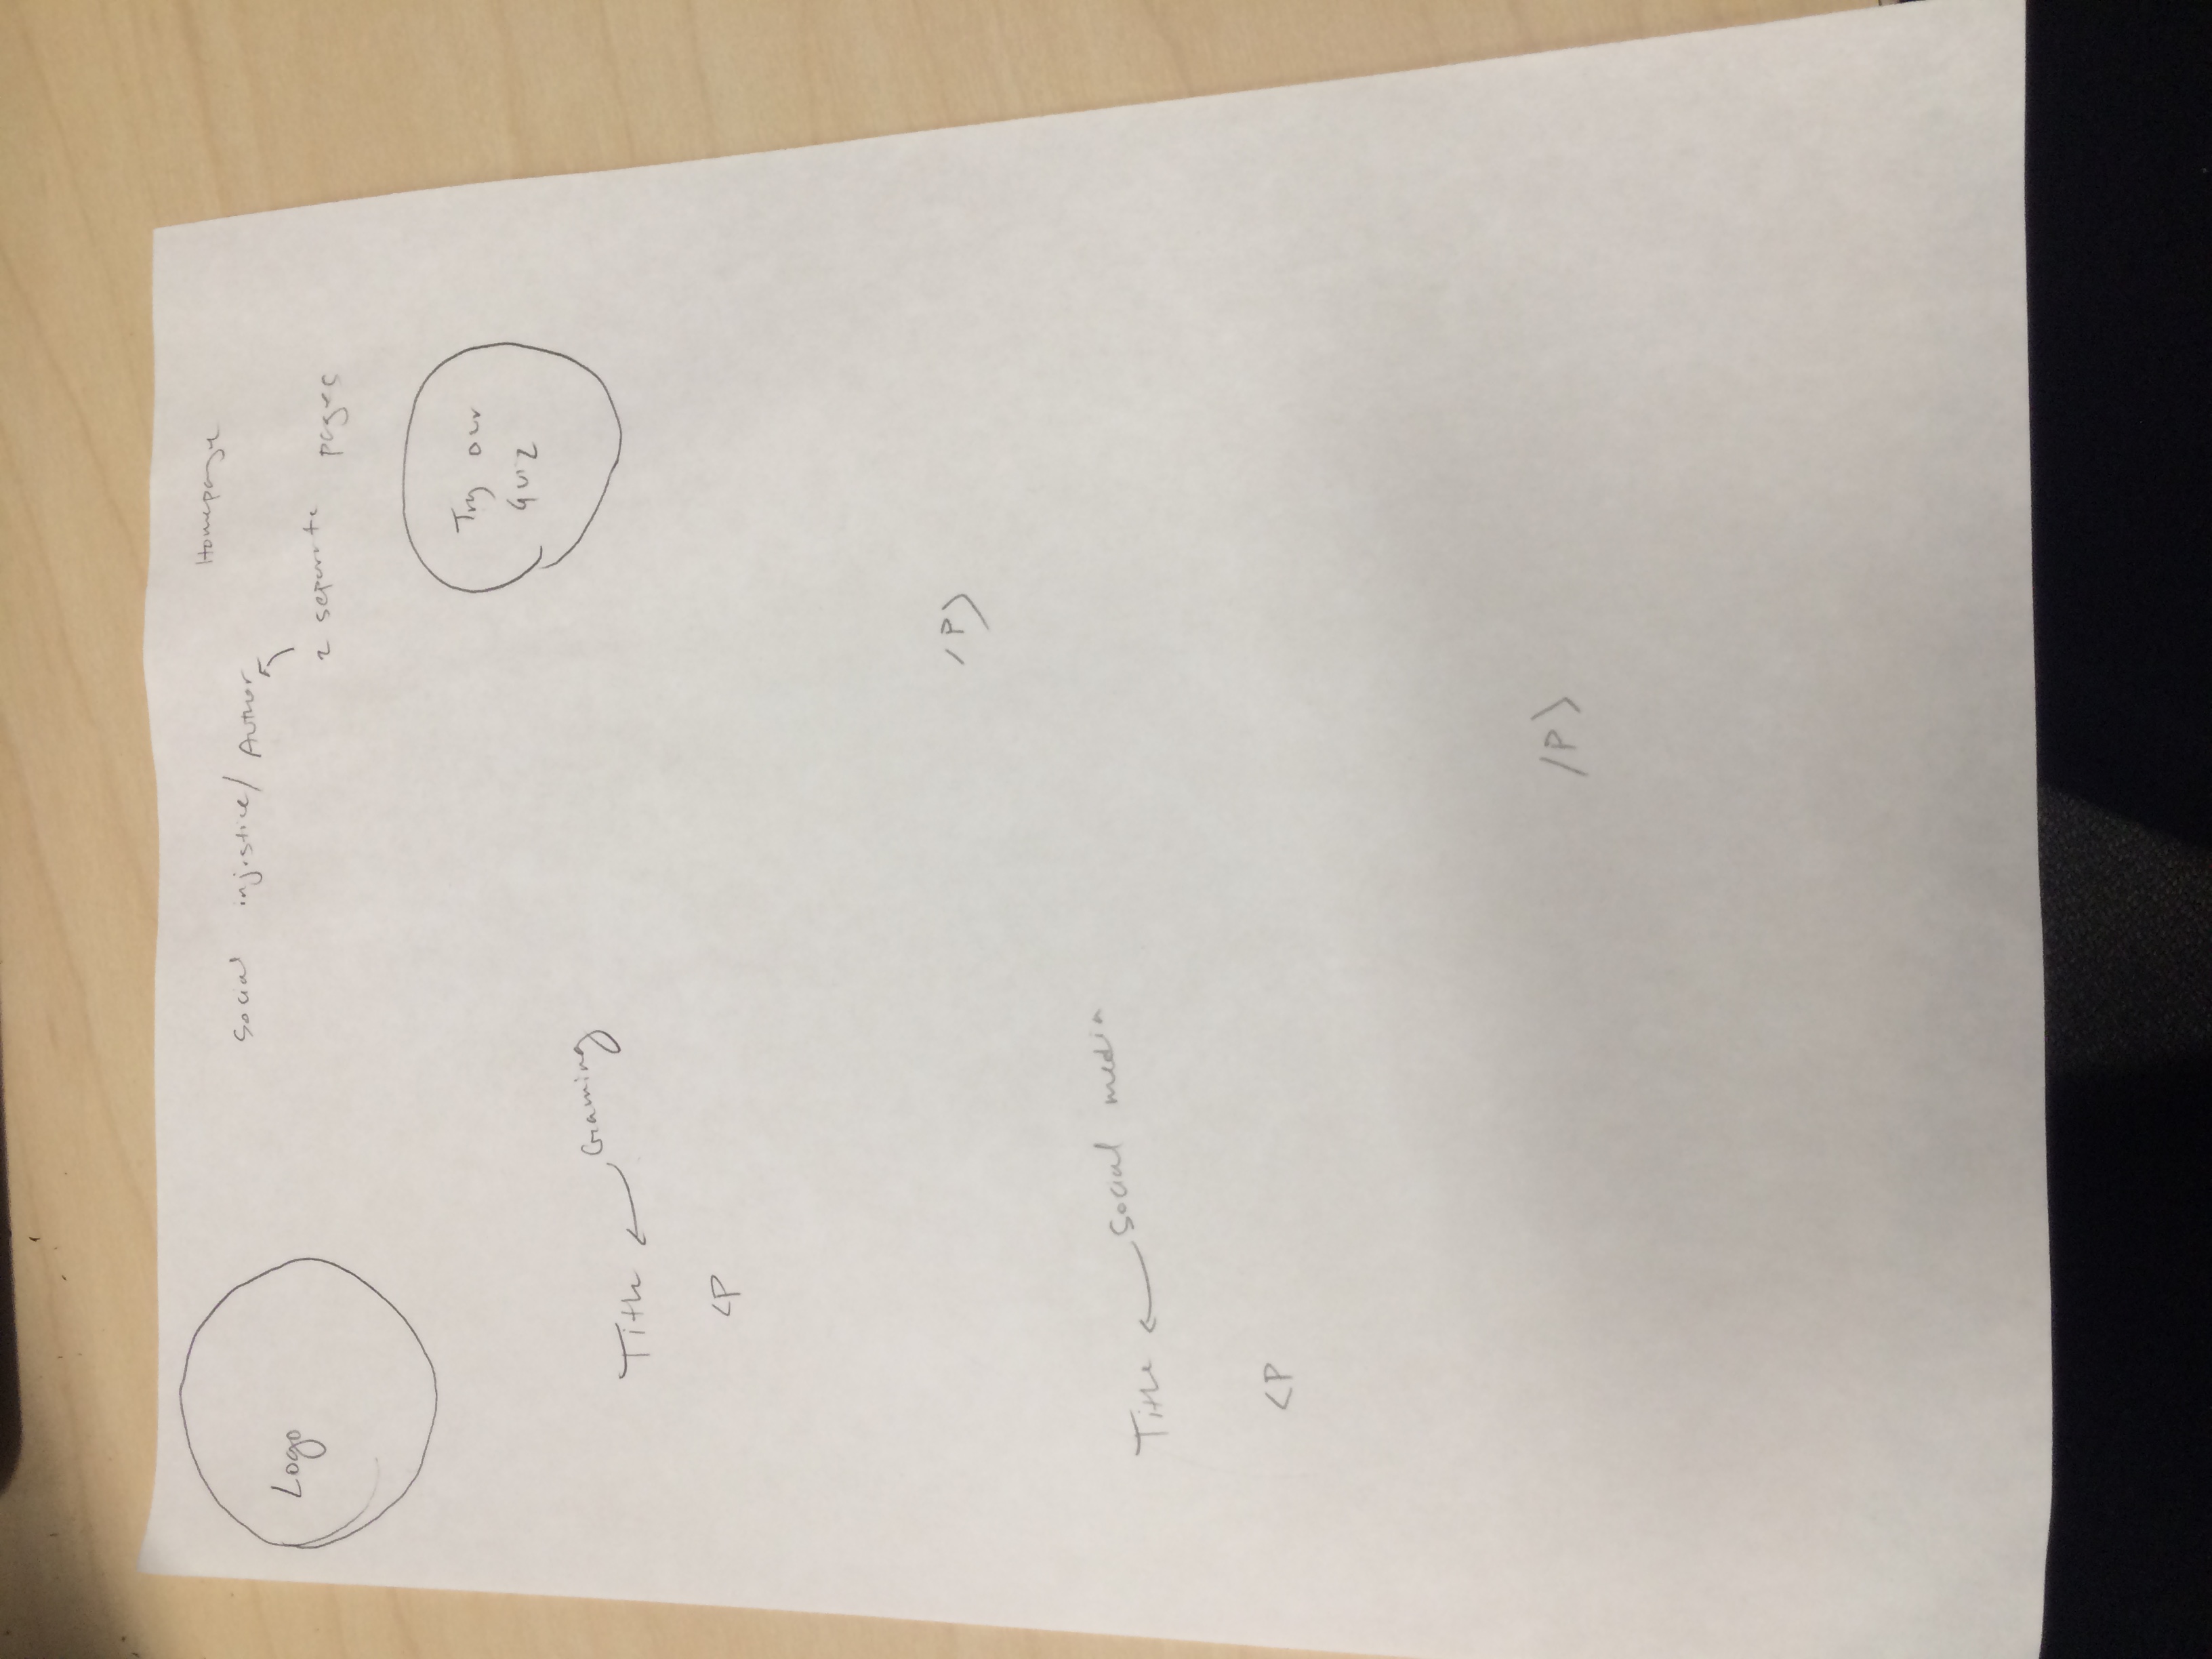 Homepage
Social injustice/ Author
2 separate pages
Logo
Try our
quiz
Gaming
Title
<P
/P>
Social media
Title
<P
/P>